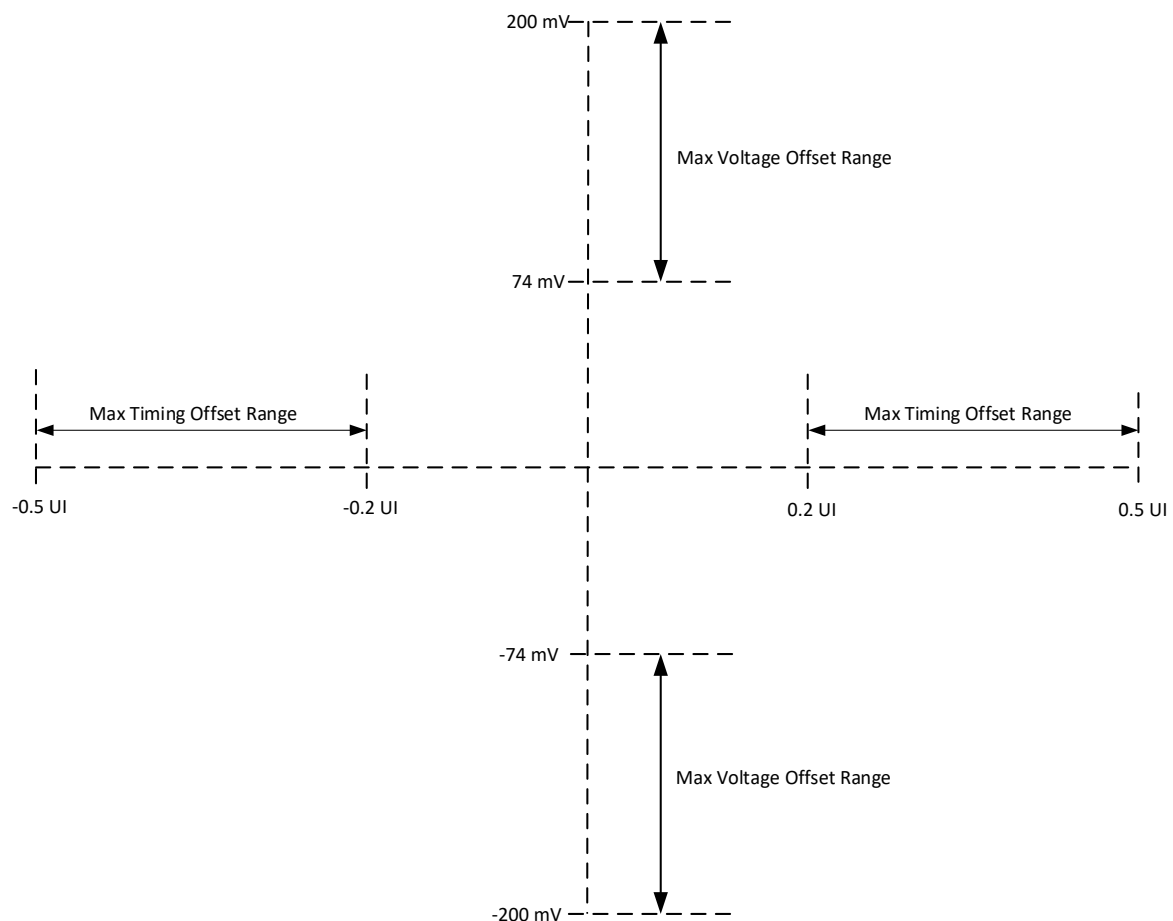 200 mV
Max Voltage Offset Range
74 mV
Max Timing Offset Range
Max Timing Offset Range
-0.5 UI
-0.2 UI
0.2 UI
0.5 UI
-74 mV
Max Voltage Offset Range
-200 mV